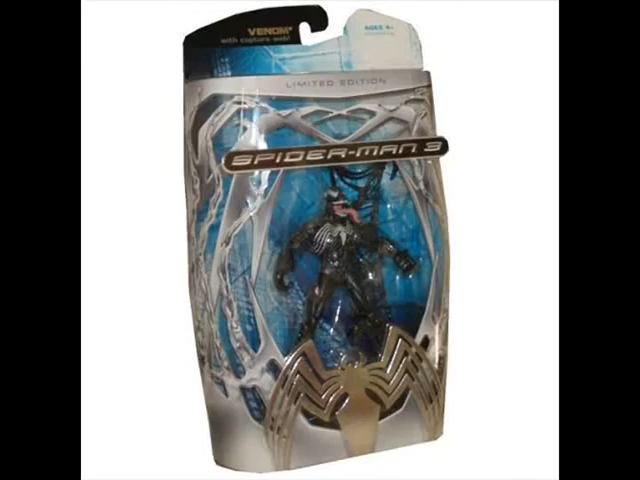 VENOM
with capture web!
AGES 4+
LIMITED EDITION
SPIDER-MAN 3